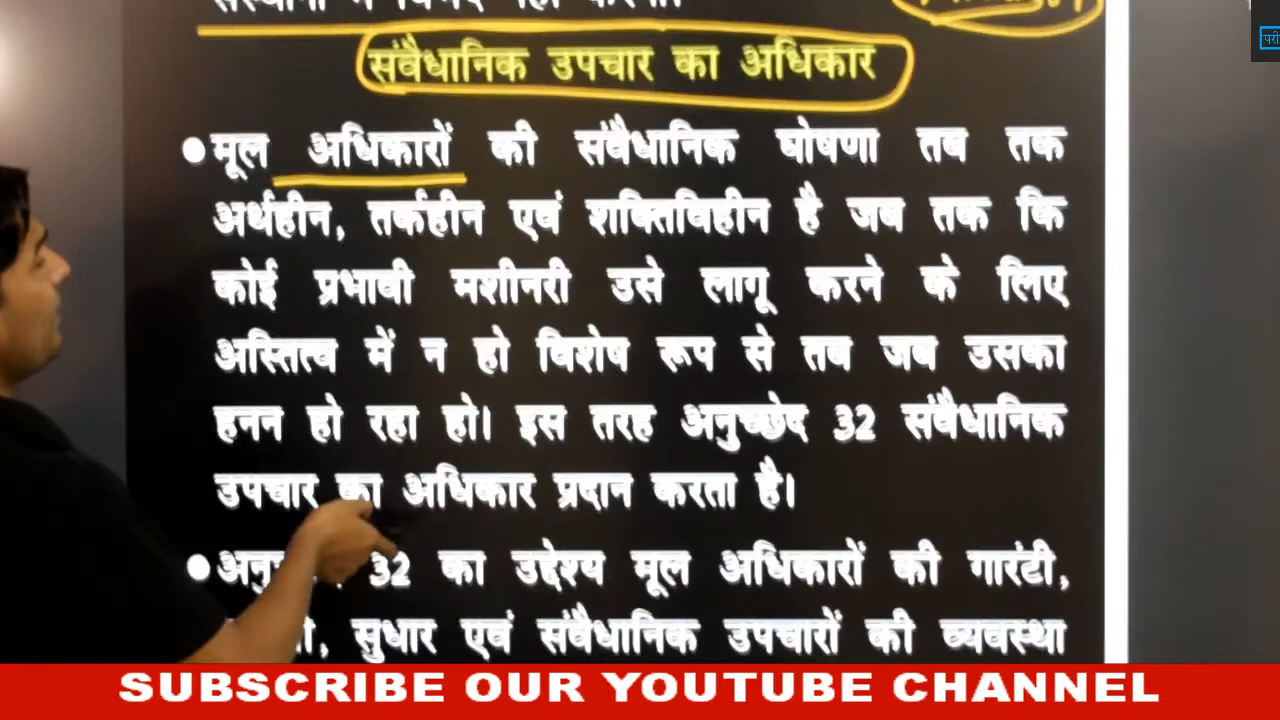 संवैधानिक उपचार का अधिकार
मूल अधिकारों की संवैधानिक घोषणा तब तक
अर्थहीन, तर्कहीन एवं शक्तिविहीन है जब तक कि
कोई प्रभावी मशीनरी उसे लागू करने के लिए
अस्तित्व में न हो विशेष रूप से तब जब उसका
हनन हो रहा हो। इस तरह अनुच्छेद 32 संवैधानिक
उपचार का अधिकार प्रदान करता है।
32 का उद्देश्य मूल अधिकारों की गारंटी,
सुधार एवं संवैधानिक उपचारों की व्यवस्था
SUBSCRIBE OUR YOUTUBE CHANNEL